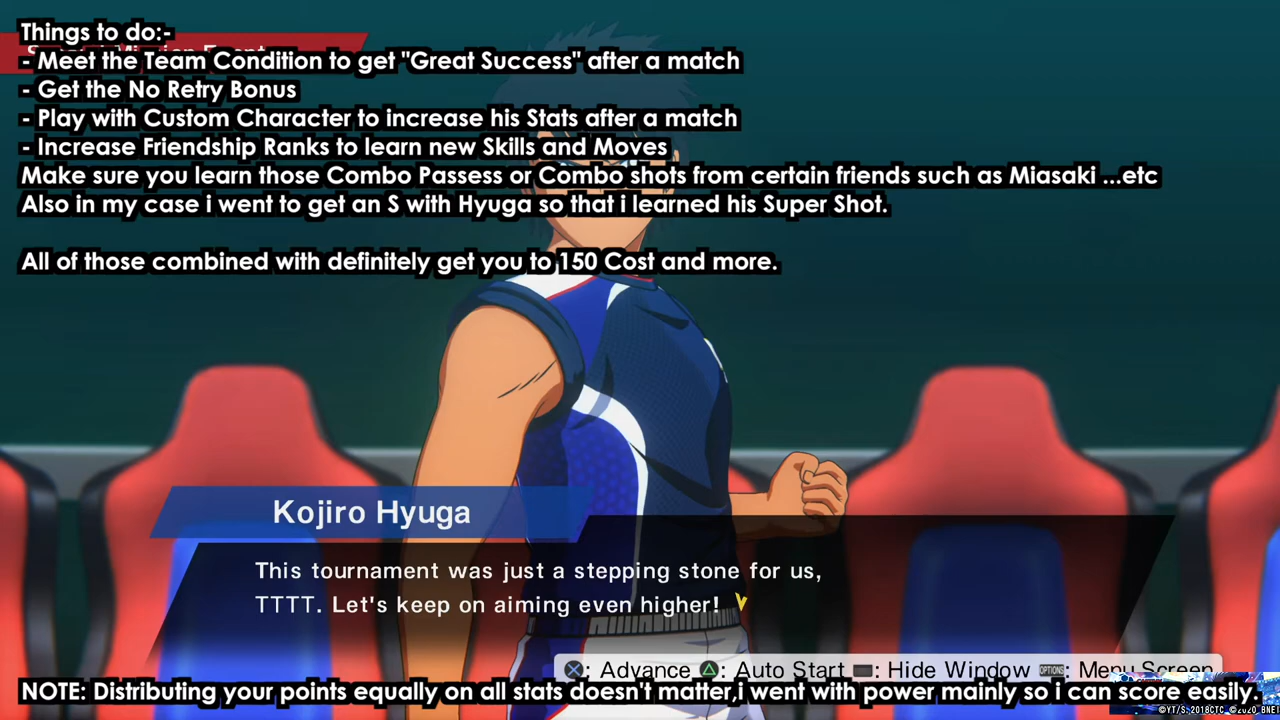 Things to do:-
- Meet the Team Condition to get "Great Success" after a match
- Get the No Retry Bonus
- Play with Custom Character to increase his Stats after a match
- Increase Friendship Ranks to learn new Skills and Moves
Make sure you learn those Combo Passess or Combo shots from certain friends such as Miasaki ...etc
Also in my case i went to get an S with Hyuga so that i learned his Super Shot.
All of those combined with definitely get you to 150 Cost and more.
Kojiro Hyuga
This tournament was just a stepping stone for us,
TTTT. Let's keep on aiming even higher!
: Advance : Auto Start : Hide Window OPTIONS: Menu Screen
NOTE: Distributing your points equally on all stats doesn't matter,i went with power mainly so i can score easily.
©YT/S, 2018CTC ©2020 BNEI